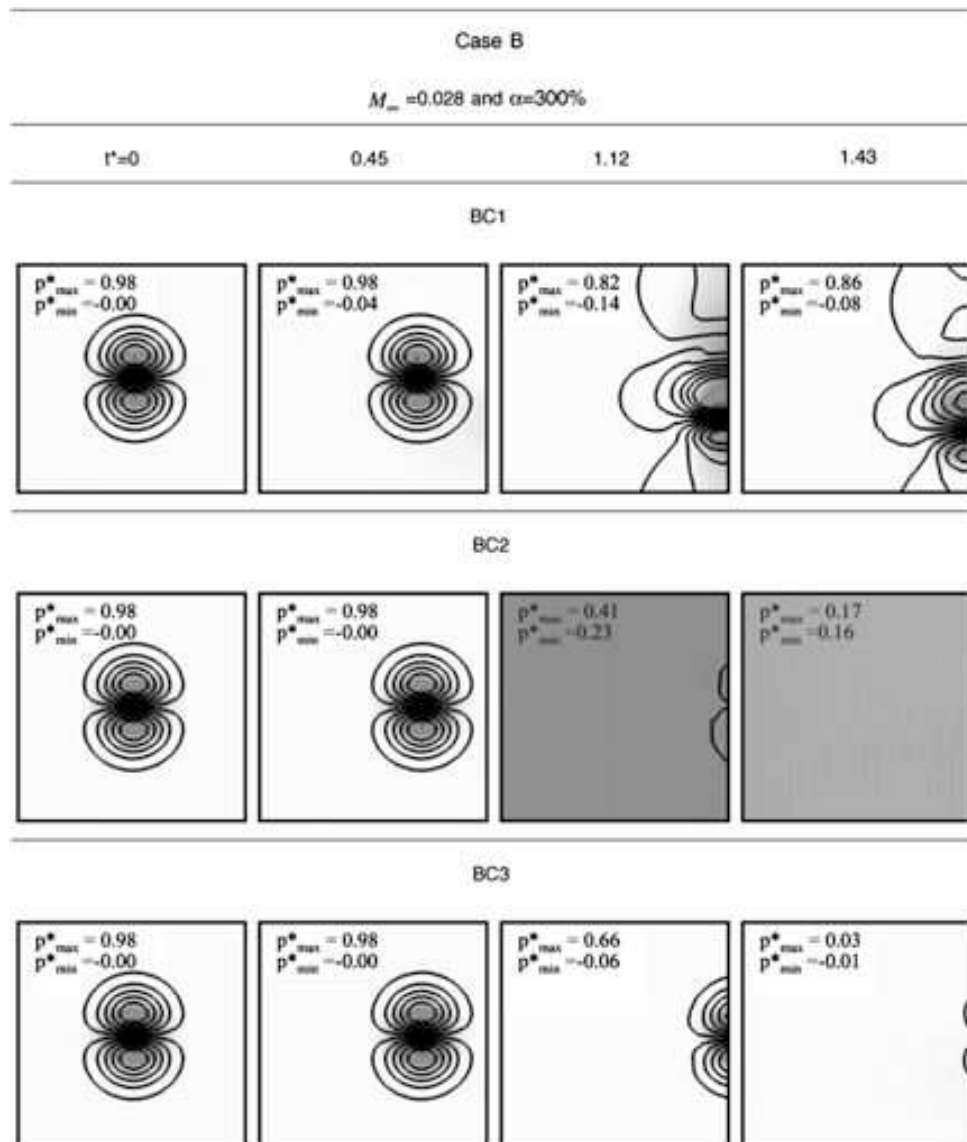 Case B
M∞ =0.028 and α=300%
t*=0 0.45 1.12 1.43
BC1
p*max = 0.98 p*max = 0.98 p*max = 0.82 p*max = 0.86
p*min =-0.00 p*min =-0.04 p*min =-0.14 p*min =-0.08
BC2
p*max = 0.98 p*max = 0.98 p*max = 0.41 p*max = 0.17
p*min =-0.00 p*min =-0.00 p*min =0.23 p*min =0.16
BC3
p*max = 0.98 p*max = 0.98 p*max = 0.66 p*max = 0.03
p*min =-0.00 p*min =-0.00 p*min =-0.06 p*min =-0.01